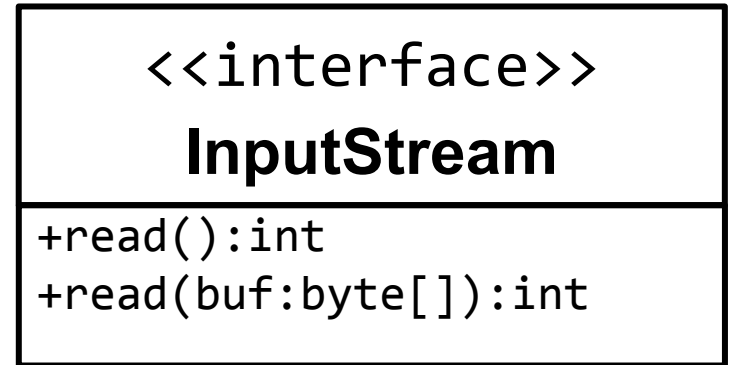 <<interface>>
InputStream
+read():int
+read(buf:byte[]):int